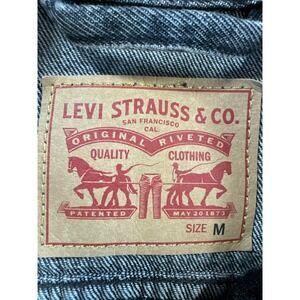 LEVI STRAUSS & CO.
SAN FRANCISCO
CAL.
ORIGINAL RIVETED
QUALITY CLOTHING
PATENTED MAY 20 1873
SIZE M